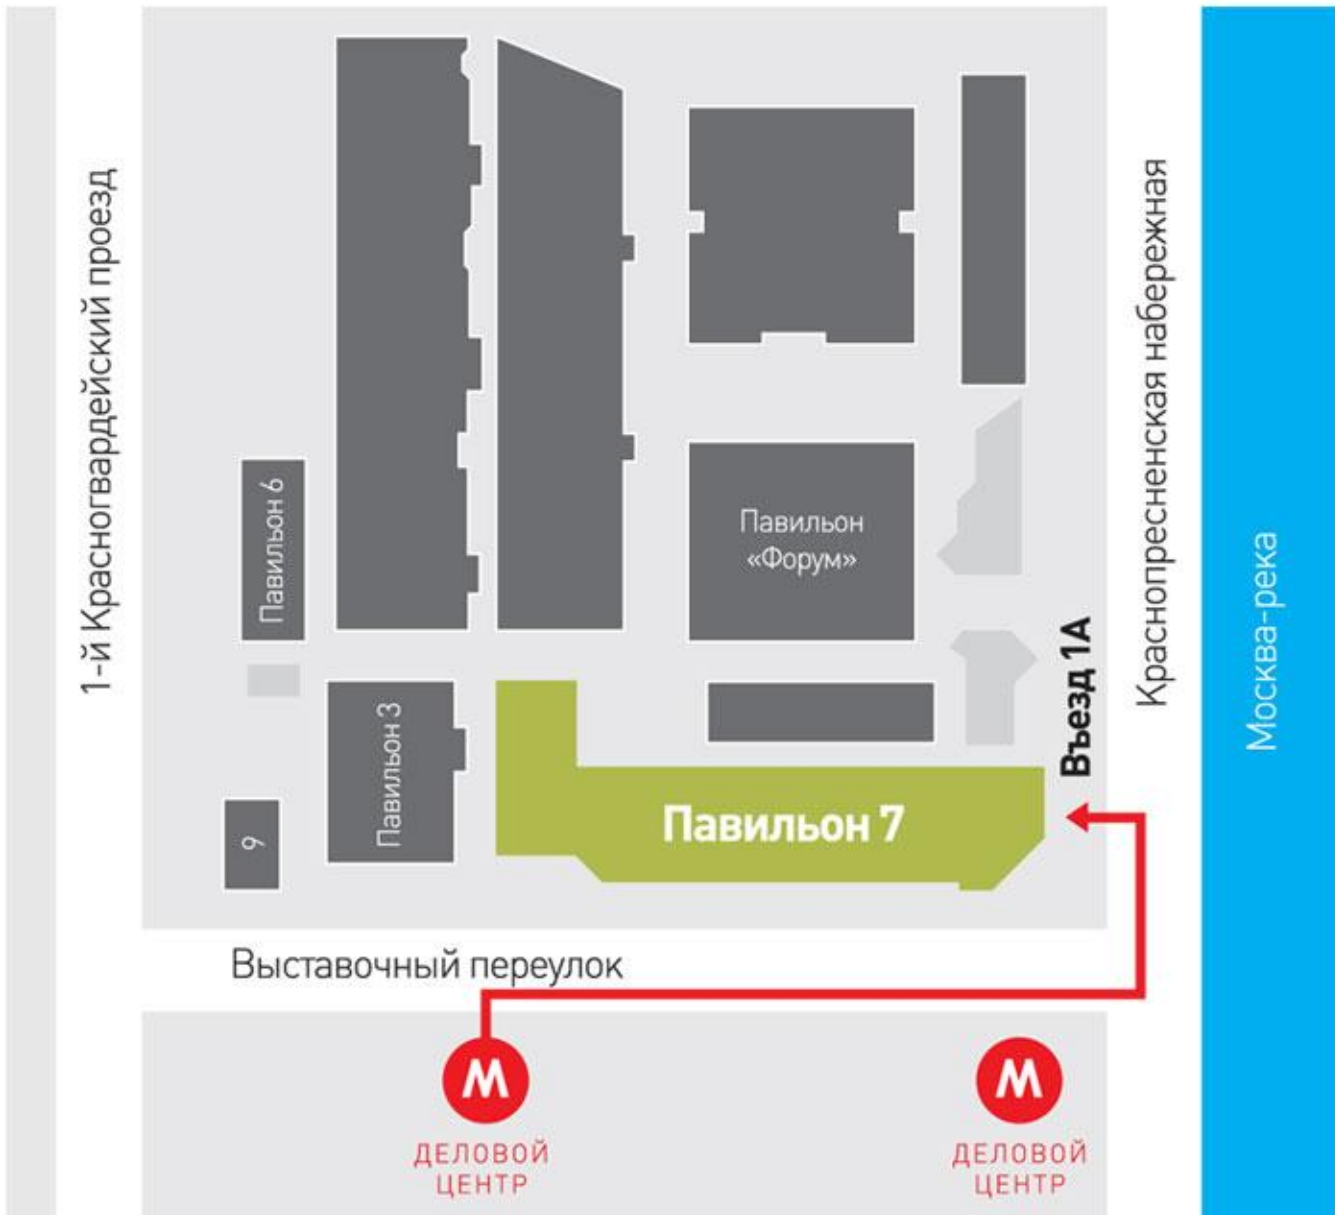 1-й Красногвардейский проезд
Краснопресненская набережная
Москва-река
Павильон 6
Павильон
«Форум»
Въезд 1А
Павильон 3
Павильон 7
9
Выставочный переулок
М
ДЕЛОВОЙ
ЦЕНТР
М
ДЕЛОВОЙ
ЦЕНТР